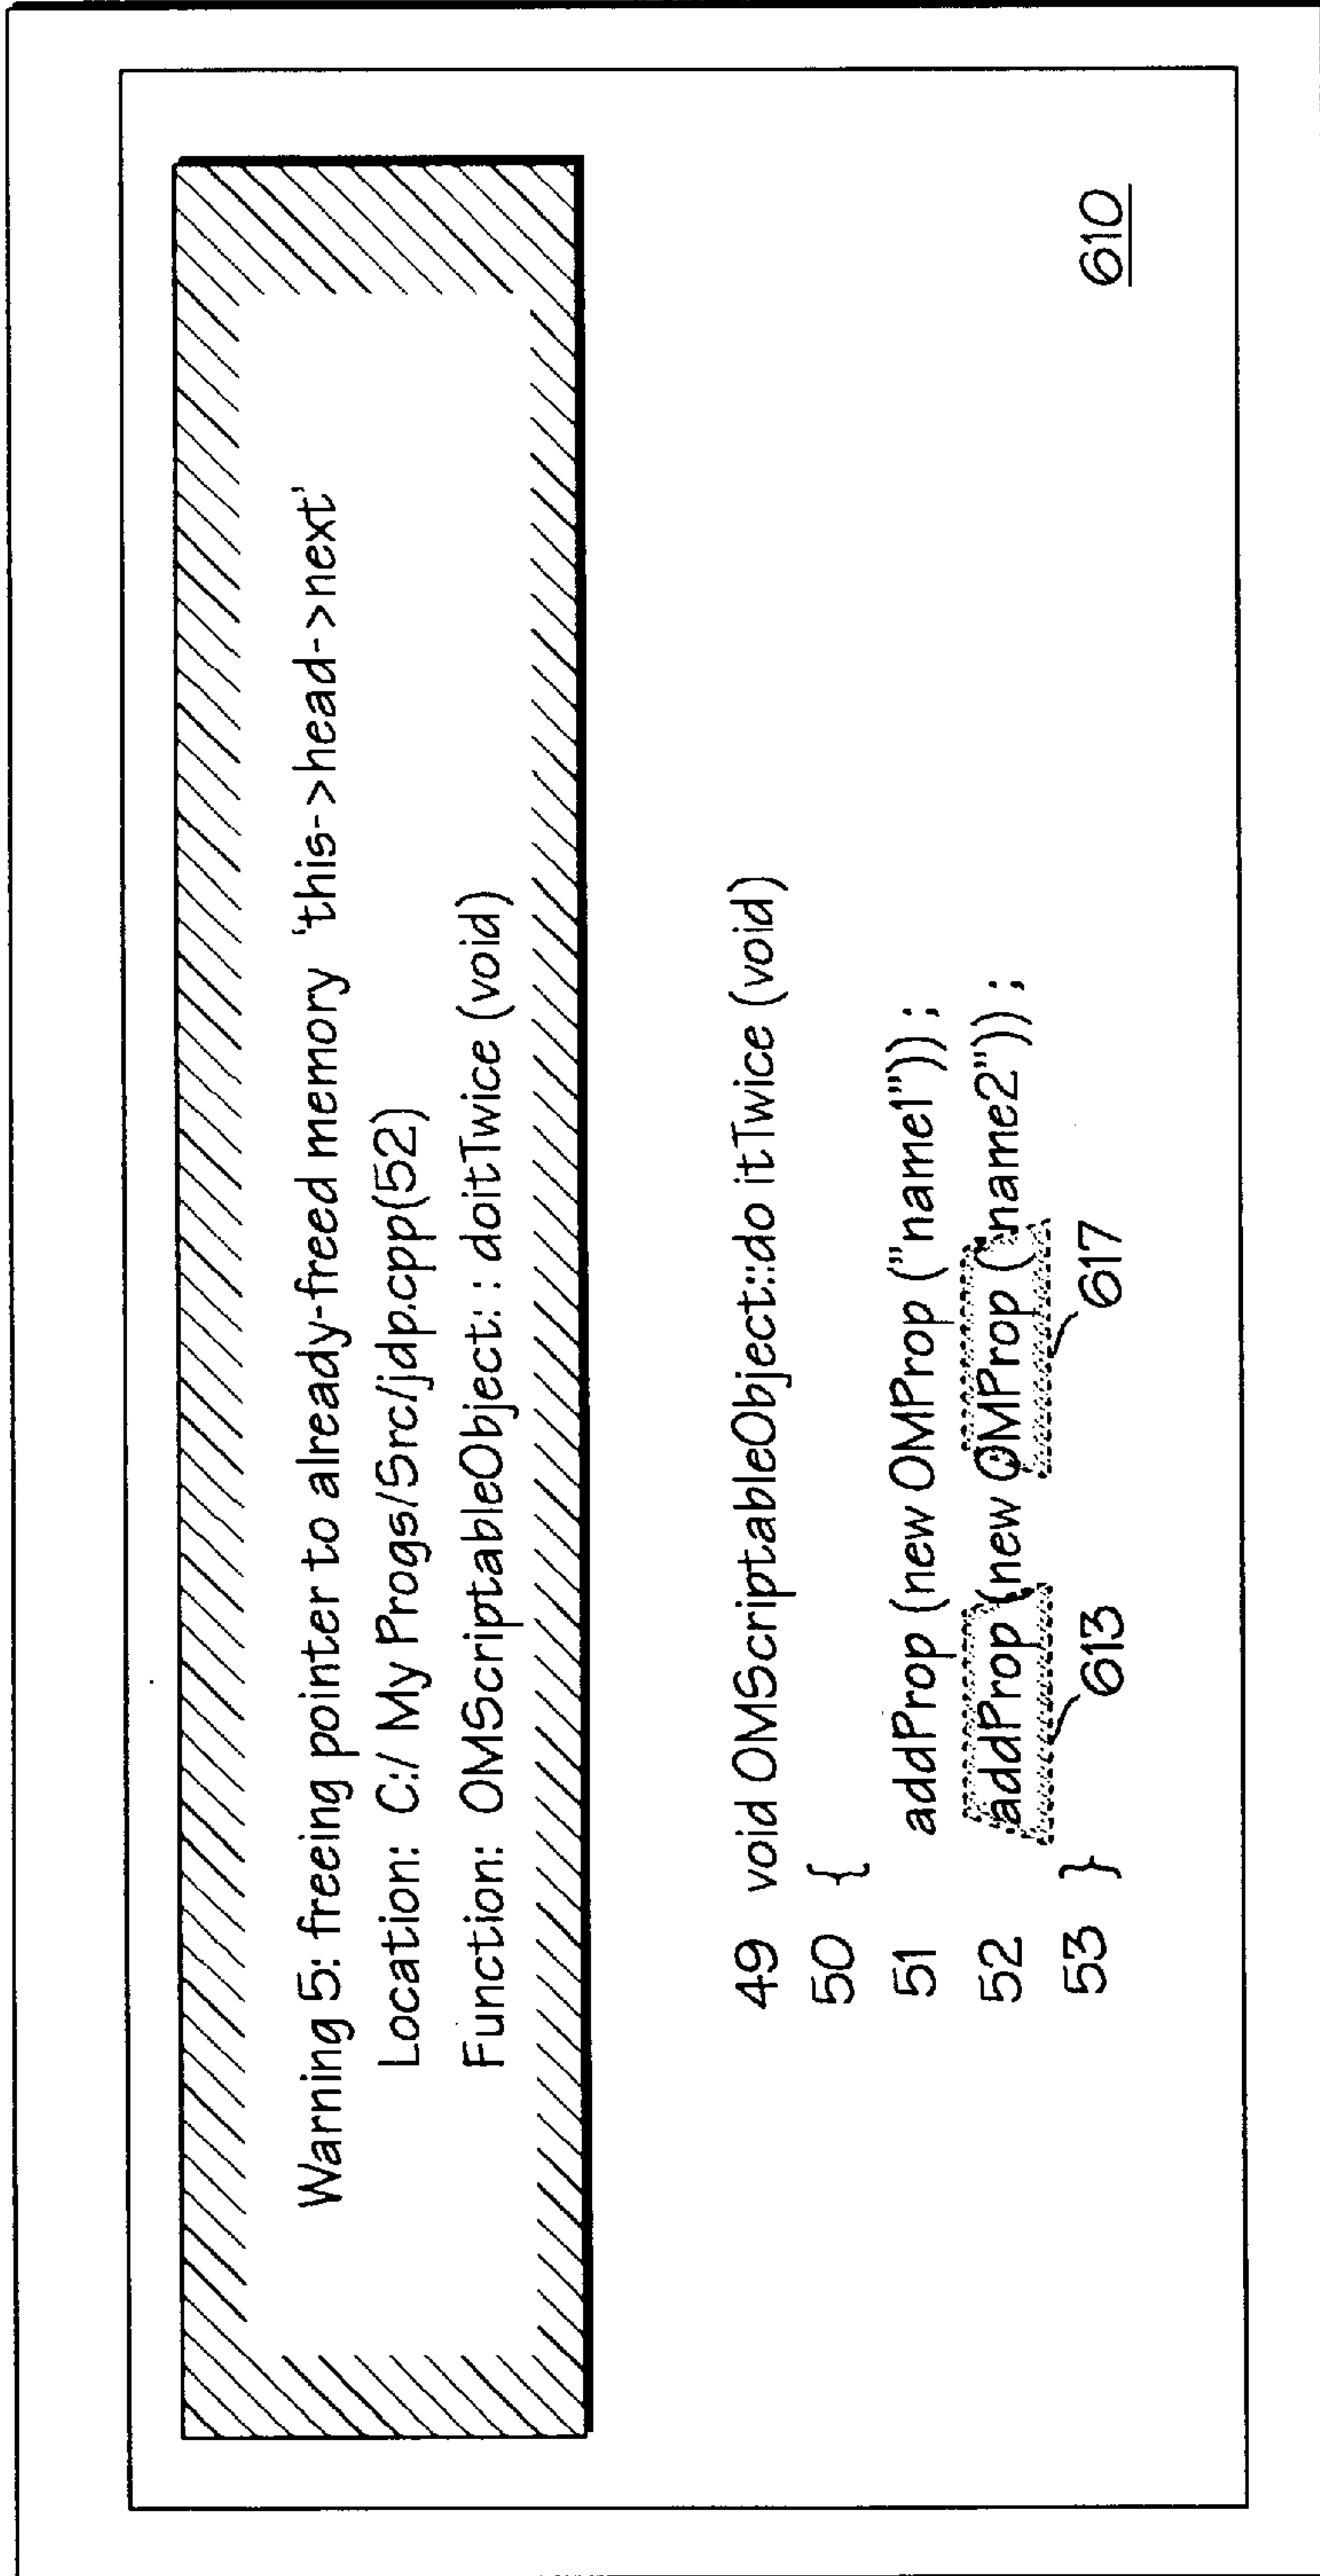 Warning 5: freeing pointer to already-freed memory 'this->head->next'
Location: C:/ My Progs/Src/jdp.cpp(52)
Function: OMScriptableObject: : doitTwice (void)
49 void OMScriptableObject::do itTwice (void)
50 {
51 addProp (new OMProp ("name1")) ;
52 addProp (new OMProp ("name2")) ;
53 }
613
617
610